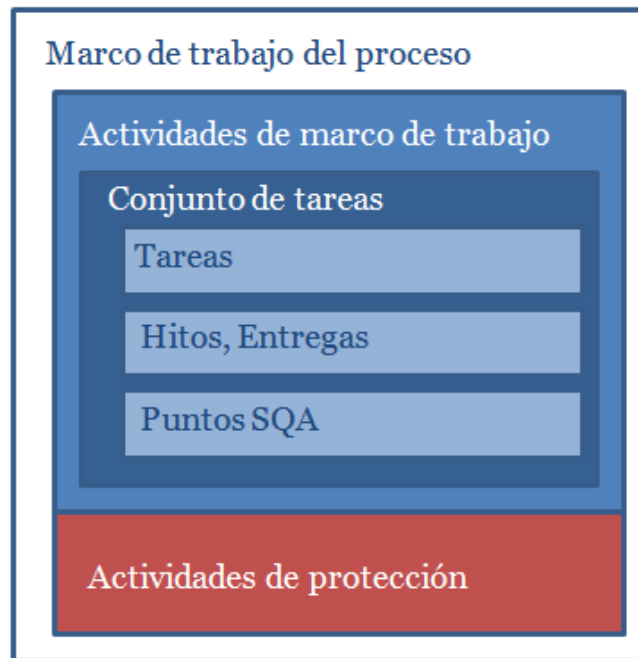 Marco de trabajo del proceso
Actividades de marco de trabajo
Conjunto de tareas
Tareas
Hitos, Entregas
Puntos SQA
Actividades de protección